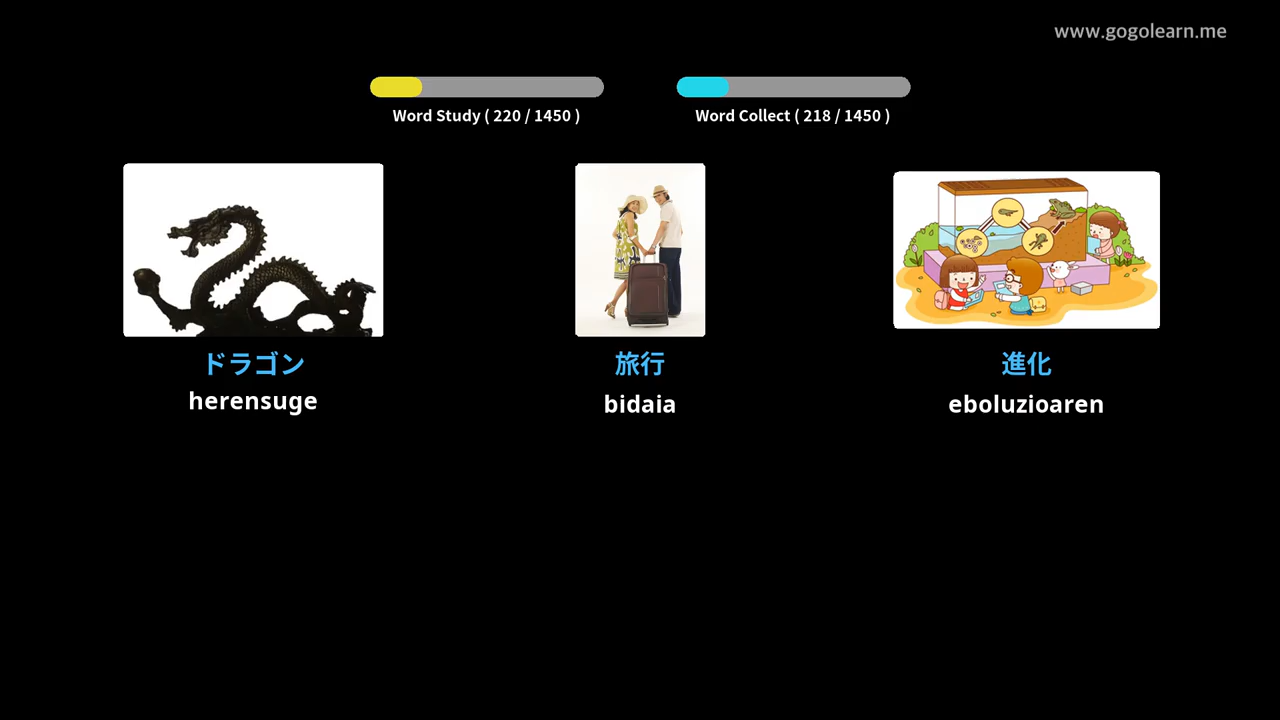 www.gogolearn.me
Word Study ( 220 / 1450 )
Word Collect ( 218 / 1450 )
ドラゴン
herensuge
旅行
bidaia
進化
eboluzioaren